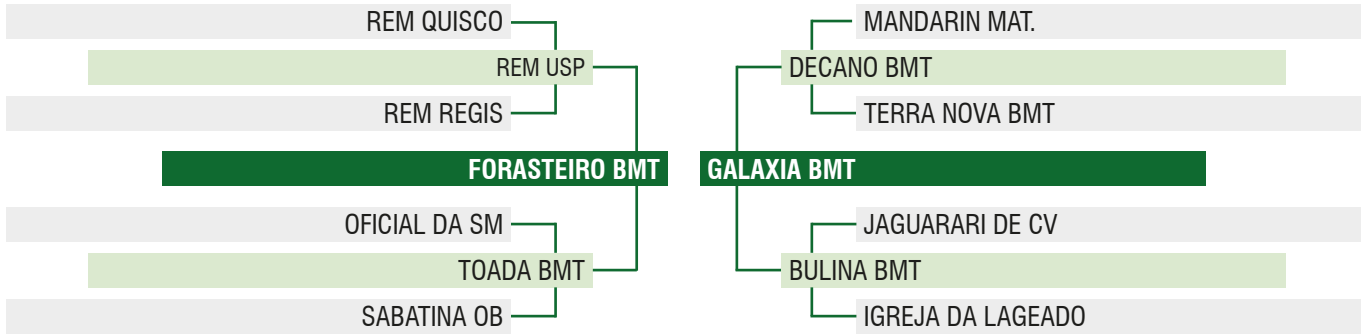 REM QUISCO
REM USP
REM REGIS
FORASTEIRO BMT
OFICIAL DA SM
TOADA BMT
SABATINA OB
MANDARIN MAT.
DECANO BMT
TERRA NOVA BMT
GALAXIA BMT
JAGUARARI DE CV
BULINA BMT
IGREJA DA LAGEADO